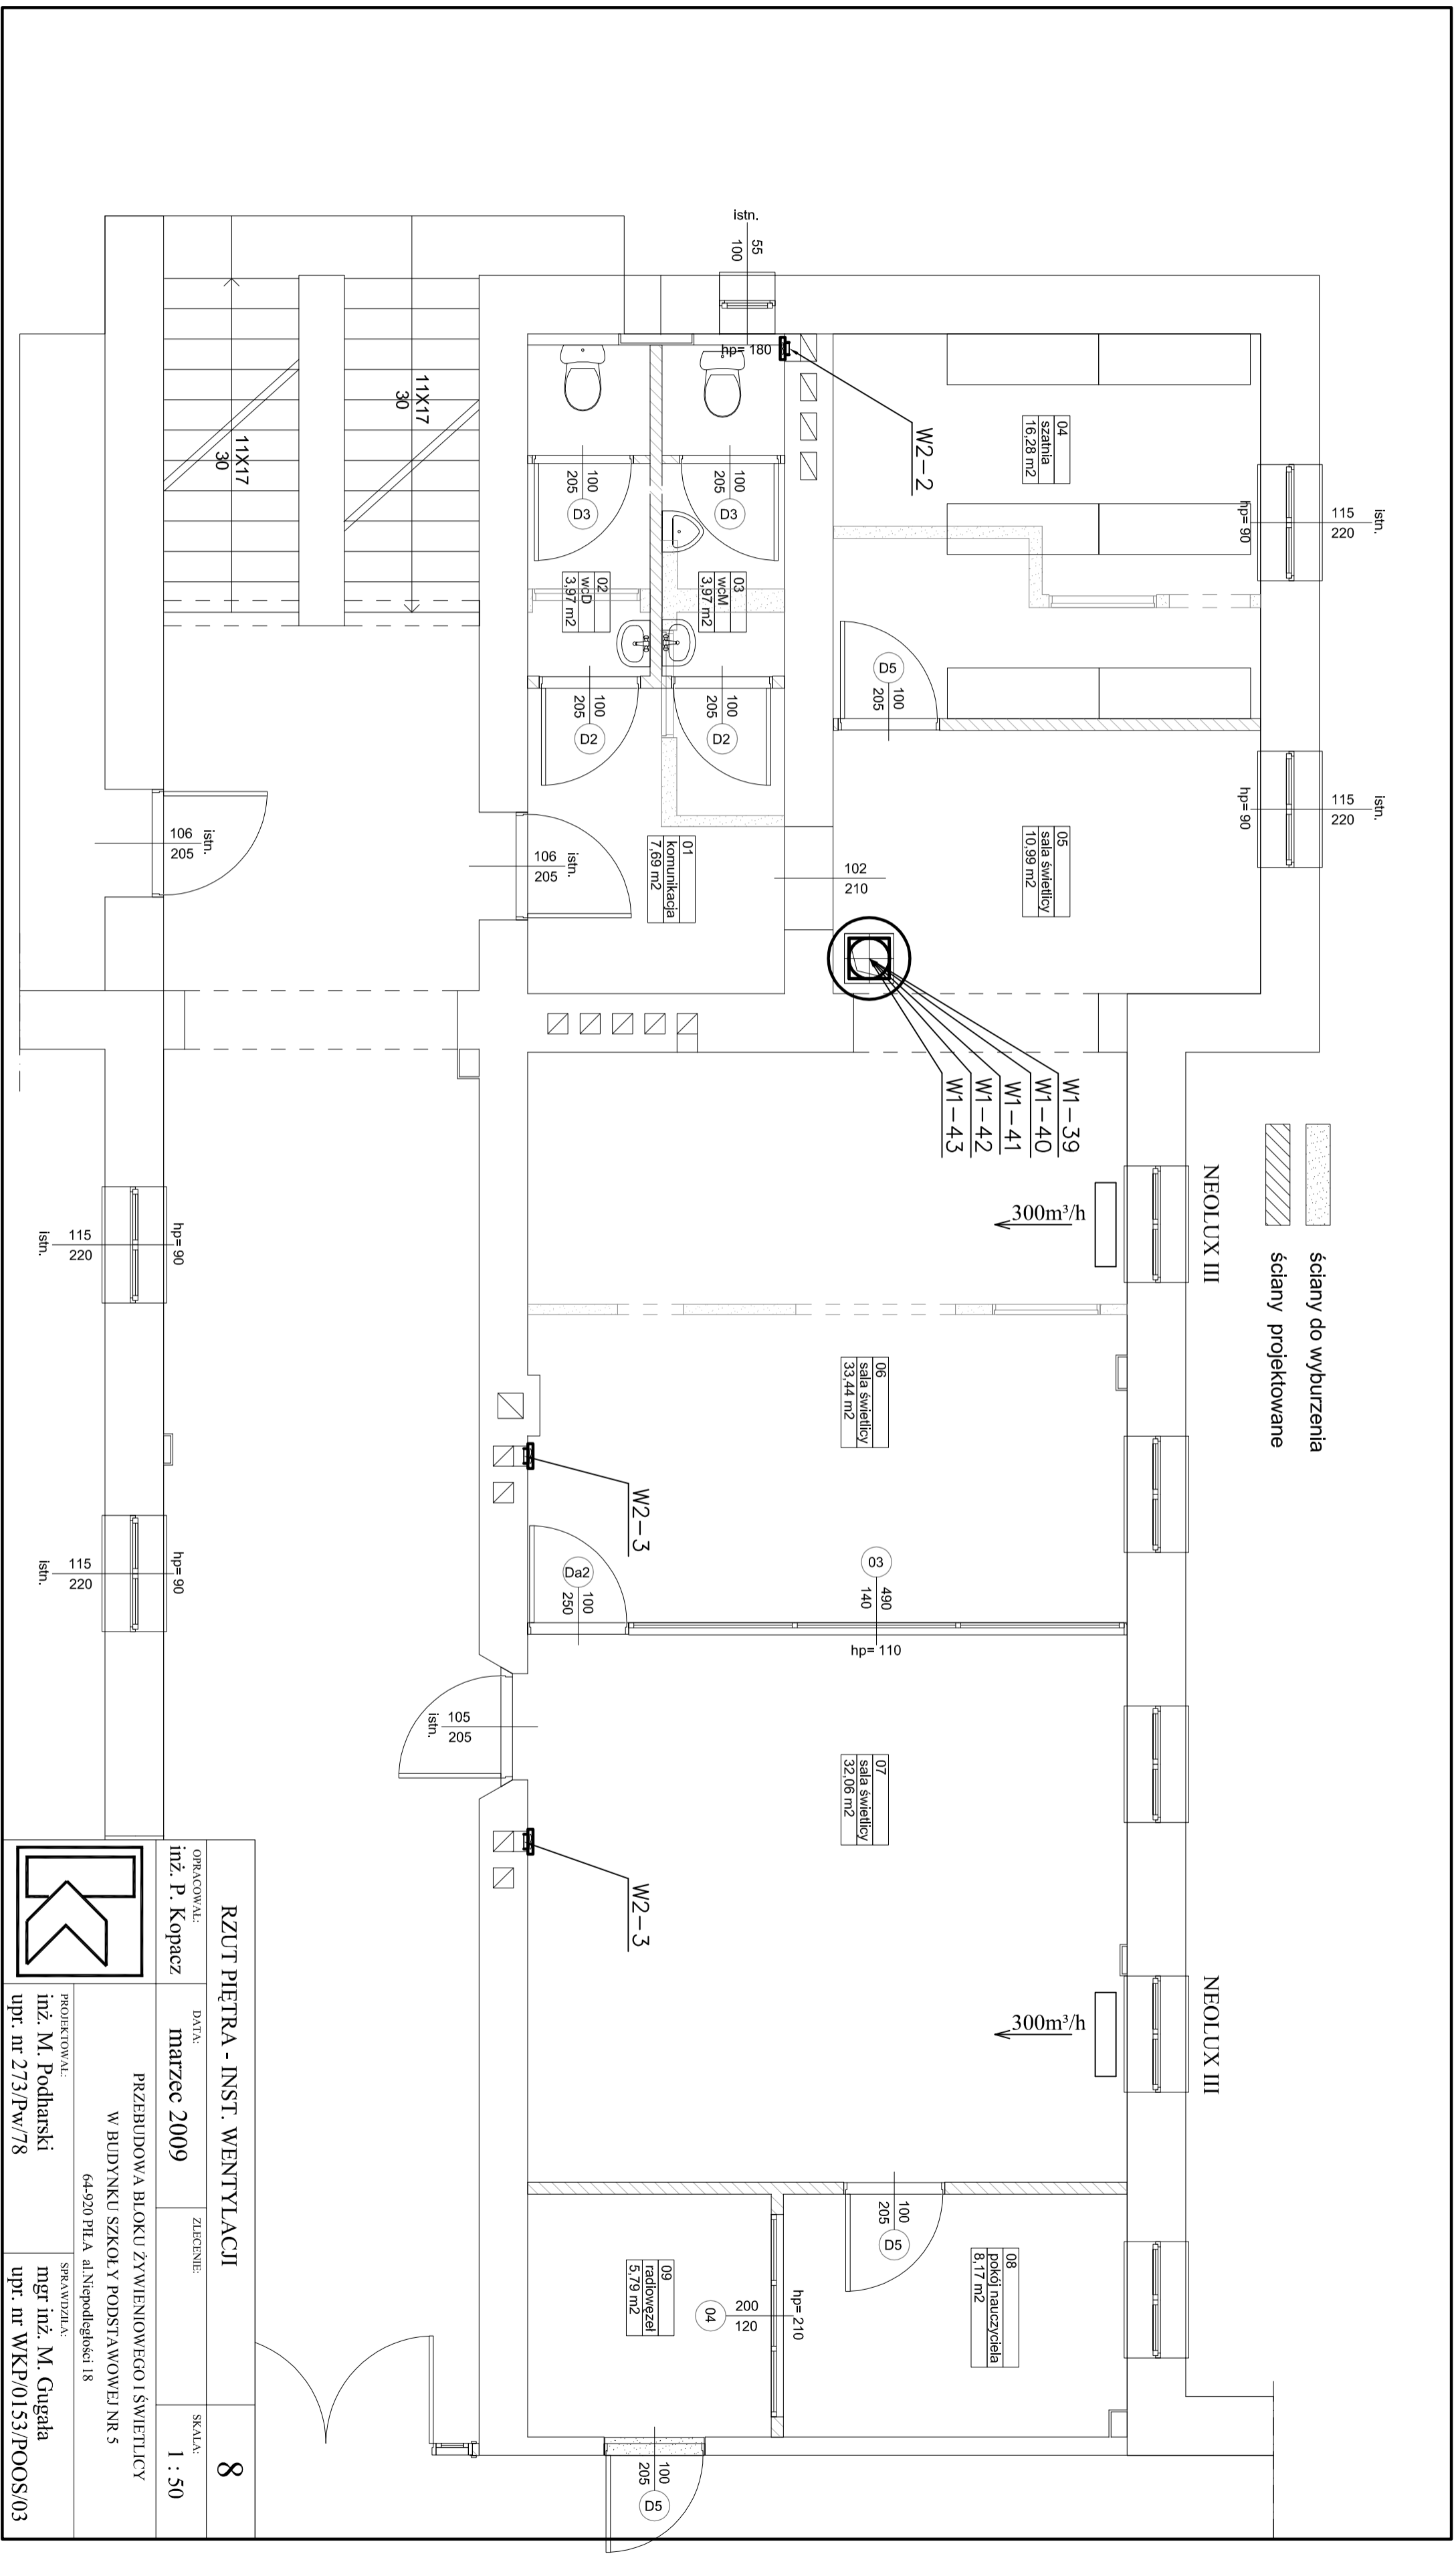 istn.
55
100
hp= 180
W2-2
04
szatnia
16,28 m2
istn.
115
220
hp= 90
istn.
115
220
hp= 90
11X17
30
11X17
30
100
205
D3
100
205
D3
02
wcD
3,97 m2
03
wcM
3,97 m2
100
205
D2
100
205
D2
D5
100
205
01
komunikacja
7,69 m2
05
sala świetlicy
10,99 m2
102
210
106
205
istn.
106
205
istn.
W1-39
W1-40
W1-41
W1-42
W1-43
NEOLUX III
300m³/h
ściany do wyburzenia
ściany projektowane
hp= 90
115
220
istn.
hp= 90
115
220
istn.
06
sala świetlicy
33,44 m2
W2-3
Da2
100
250
03
490
140
hp= 110
105
205
istn.
07
sala świetlicy
32,06 m2
W2-3
NEOLUX III
300m³/h
100
205
D5
08
pokój nauczyciela
8,17 m2
09
radiowęzeł
5,79 m2
hp= 210
200
120
04
100
205
D5
RZUT PIĘTRA - INST. WENTYLACJI
8
OPRACOWAŁ:
inż. P. Kopacz
DATA:
marzec 2009
ZLECENIE:
SKALA:
1 : 50
PRZEBUDOWA BLOKU ŻYWIENIOWEGO I ŚWIETLICY
W BUDYNKU SZKOŁY PODSTAWOWEJ NR 5
64-920 PIŁA al.Niepodległości 18
PROJEKTOWAŁ:
inż. M. Podharski
upr. nr 273/Pw/78
SPRAWDZIŁA:
mgr inż. M. Gugała
upr. nr WKP/0153/POOS/03